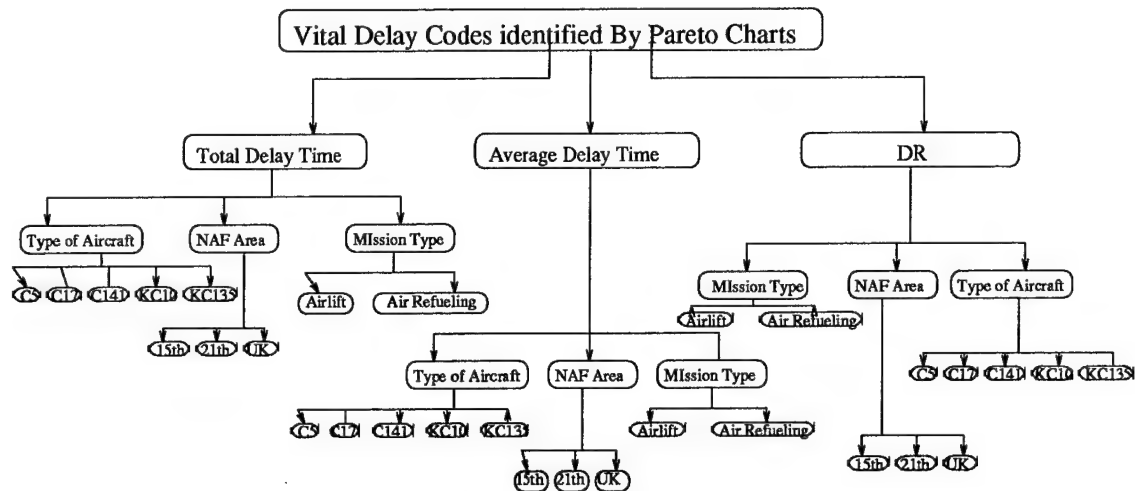 Vital Delay Codes identified By Pareto Charts
Total Delay Time
Average Delay Time
DR
Type of Aircraft
NAF Area
MIssion Type
C5
C17
C141
KC10
KC135
Airlift
Air Refueling
15th
21th
UK
MIssion Type
NAF Area
Type of Aircraft
Airlift
Air Refueling
C5
C17
C141
KC10
KC135
15th
21th
UK
Type of Aircraft
NAF Area
MIssion Type
C5
C17
C141
KC10
KC135
Airlift
Air Refueling
15th
21th
UK